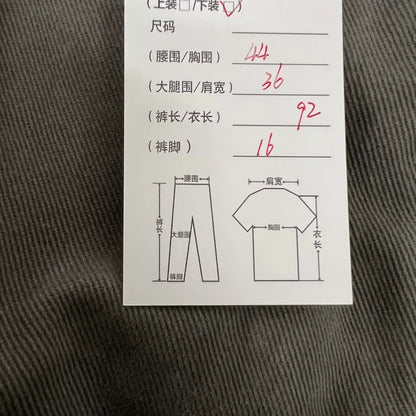 (上装□/下装☑)
尺码
(腰围/胸围) 44
(大腿围/肩宽) 36
(裤长/衣长) 92
(裤脚) 16
腰围
肩宽
裤长
大腿围
胸围
衣长
裤脚